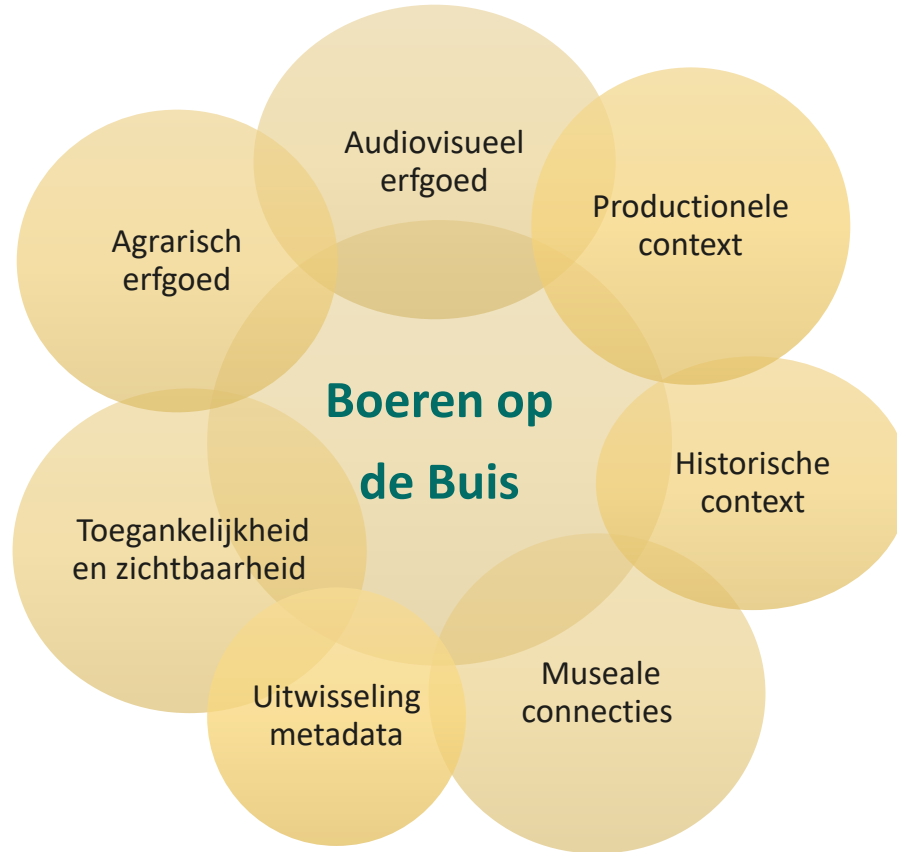 Audiovisueel
erfgoed
Productionele
context
Agrarisch
erfgoed
Boeren op
de Buis
Historische
context
Toegankelijkheid
en zichtbaarheid
Museale
connecties
Uitwisseling
metadata